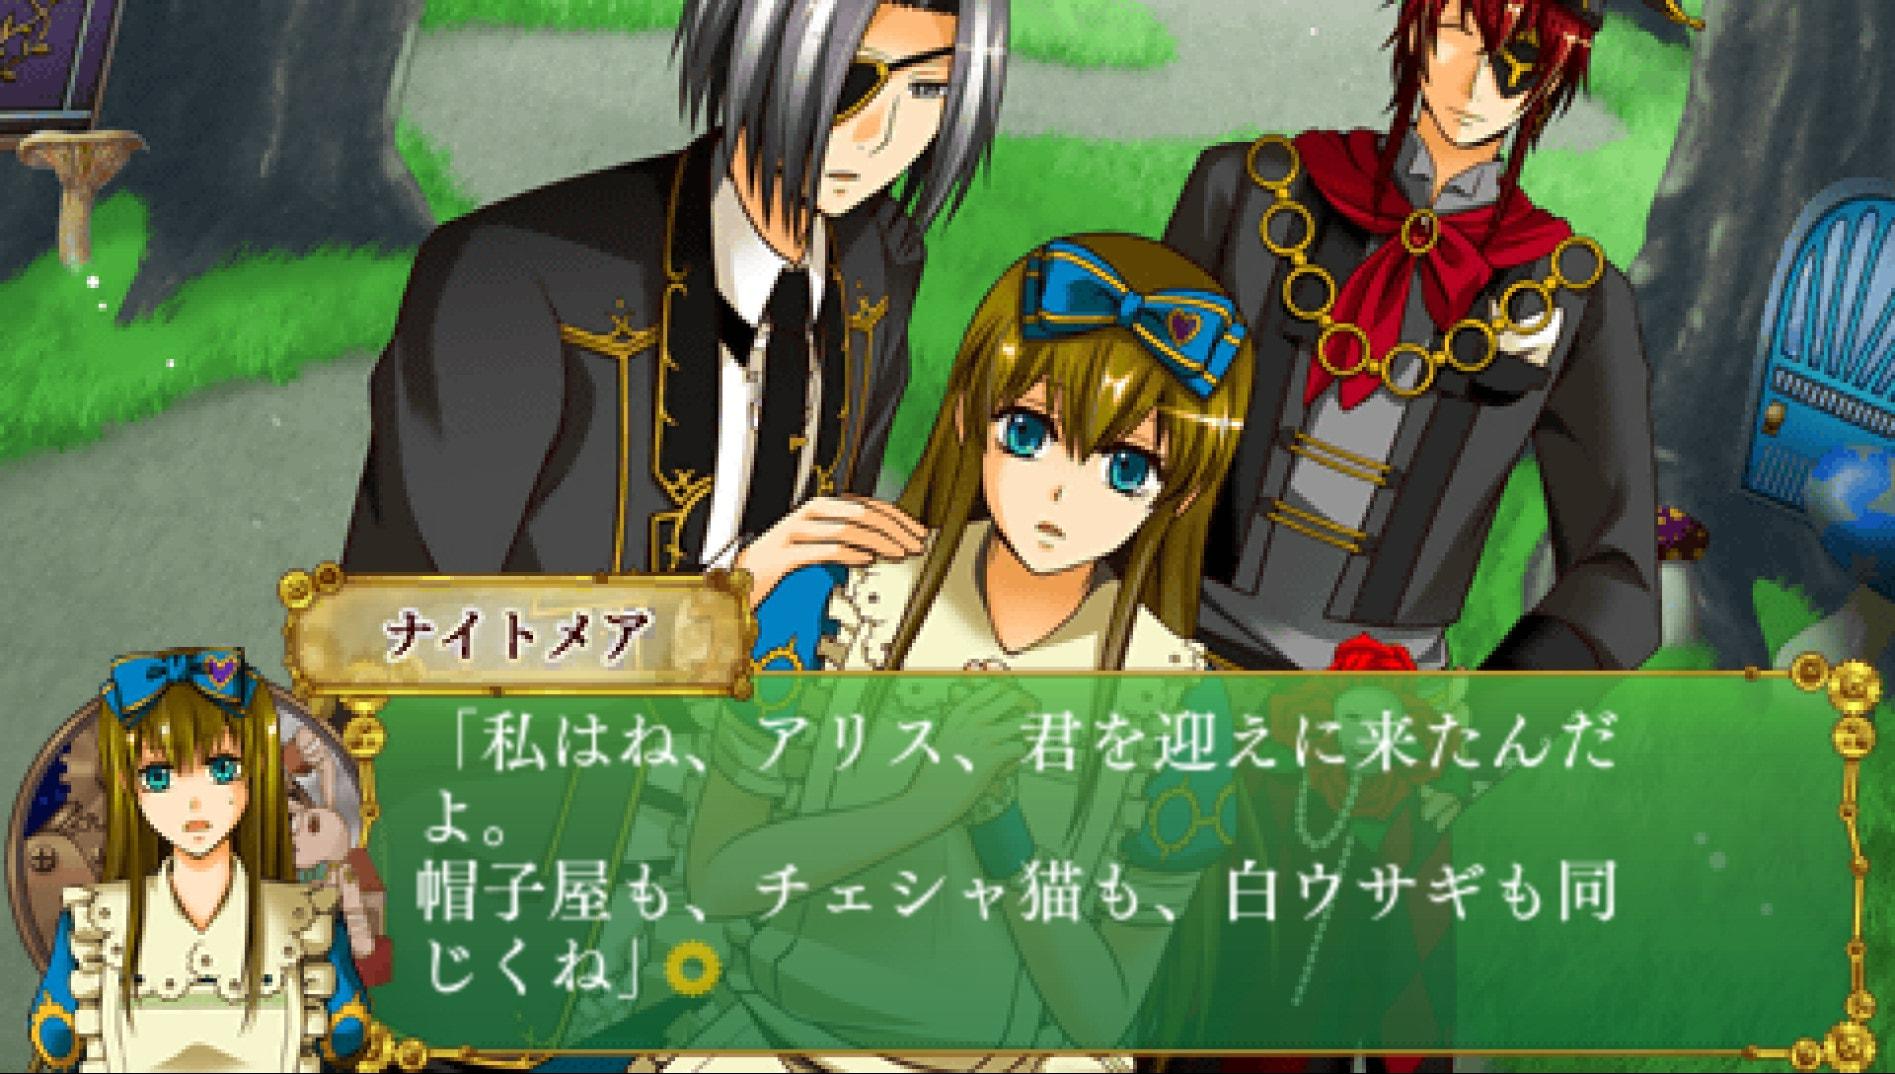 ナイトメア
「私はね、アリス、君を迎えに来たんだ
よ。
帽子屋も、チェシャ猫も、白ウサギも同
じくね」